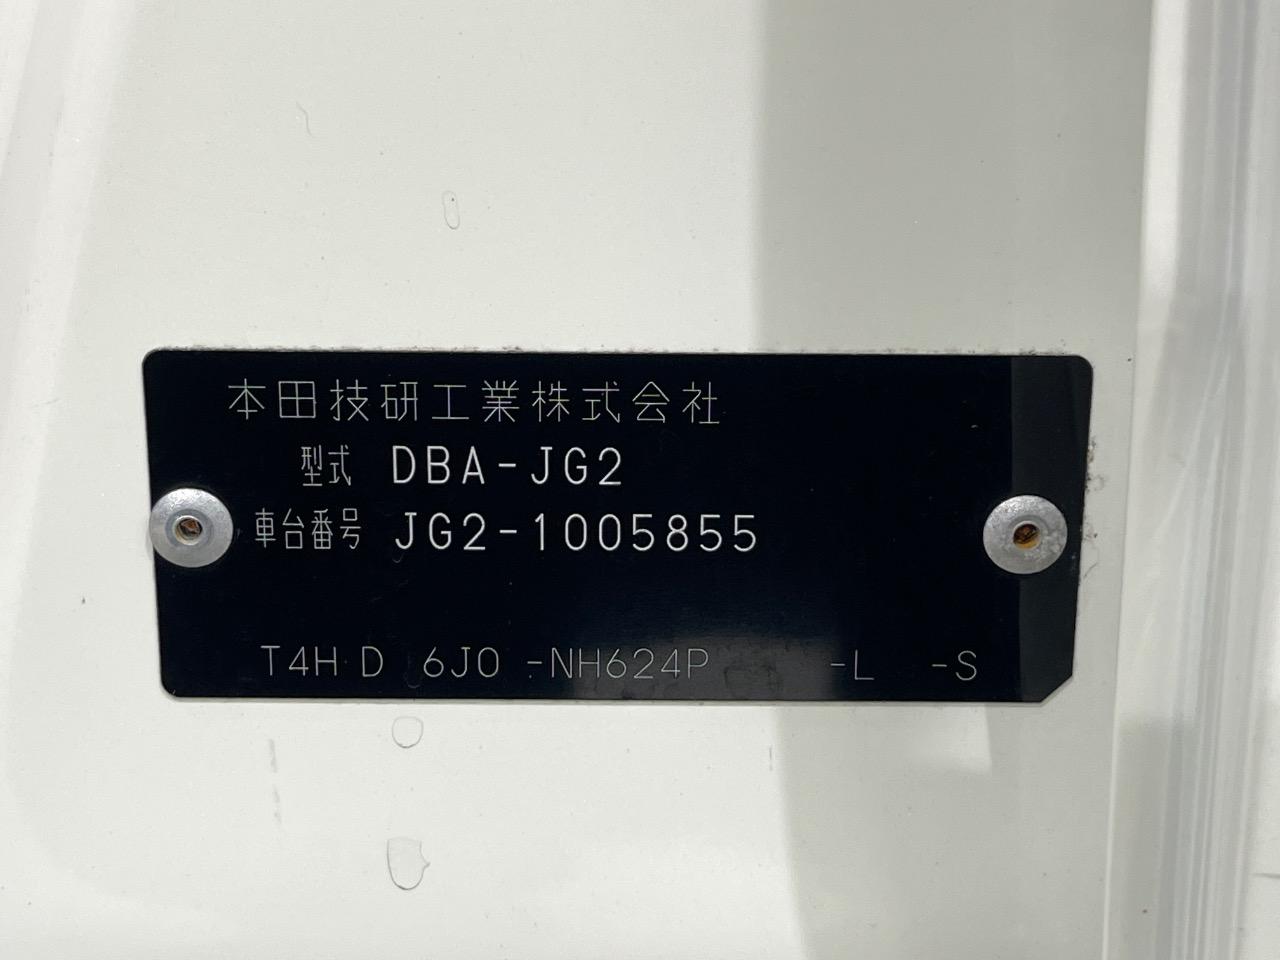 本田技研工業株式会社
型式 DBA-JG2
車台番号 JG2-1005855
T4H D 6J0 -NH624P -L -S